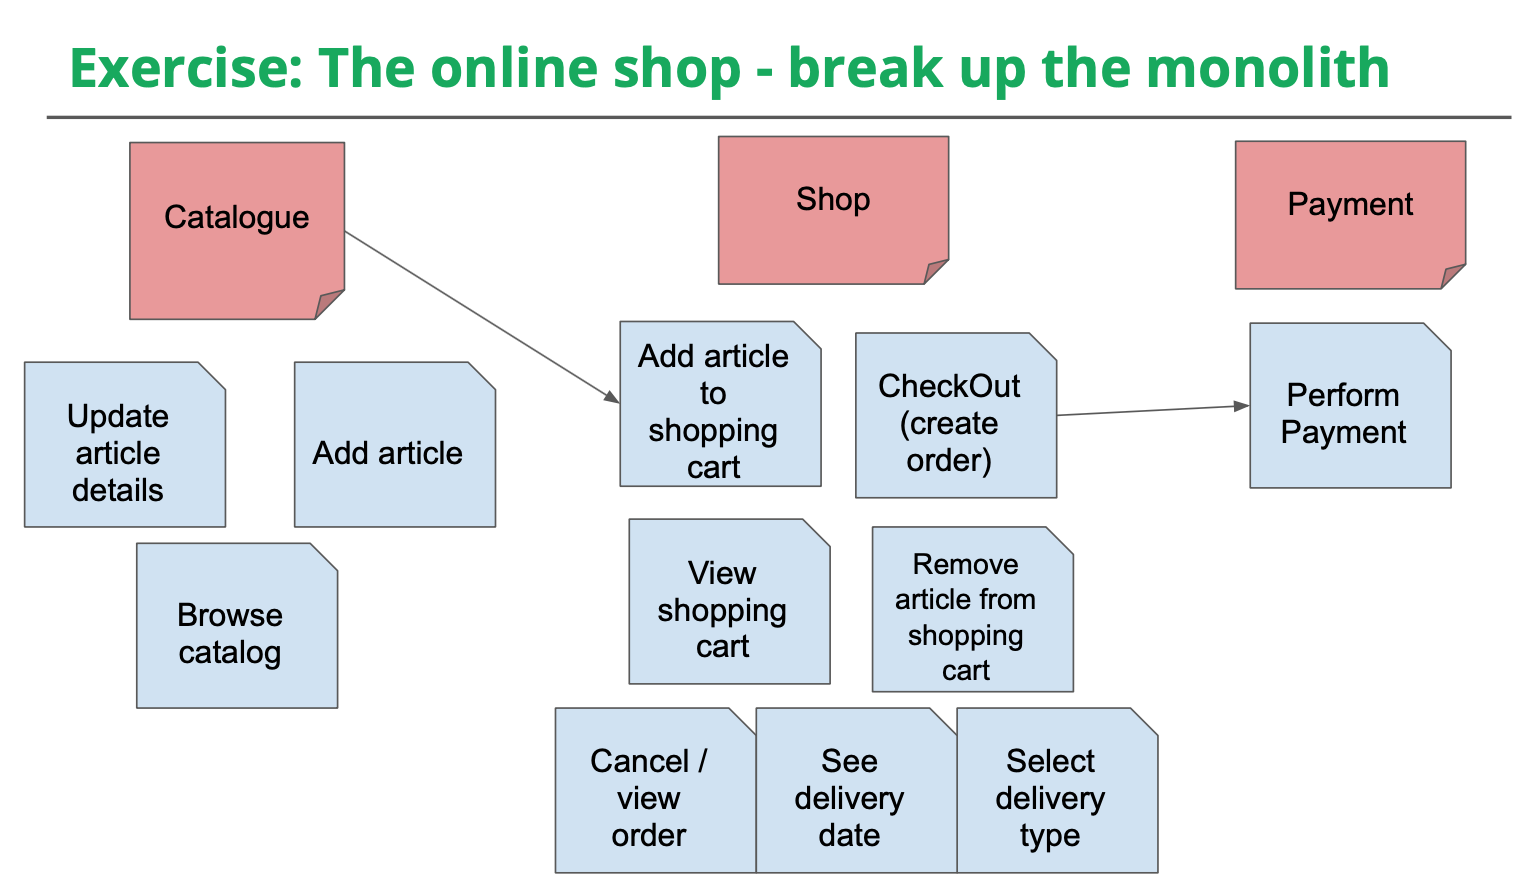 Exercise: The online shop - break up the monolith
Catalogue
Shop
Payment
Update
article
details
Add article
Browse
catalog
Add article
to
shopping
cart
CheckOut
(create
order)
View
shopping
cart
Remove
article from
shopping
cart
Cancel /
view
order
See
delivery
date
Select
delivery
type
Perform
Payment